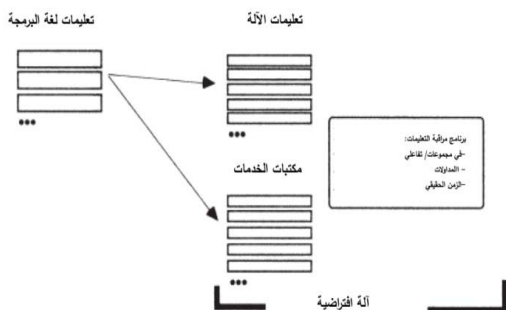 تعليمات لغة البرمجة
تعليمات الآلة
•••
•••
برنامج مراقبة التعليمات:
-في مجموعات/ تفاعلي
- المداولات
-الزمن الحقيقي
مكتبات الخدمات
•••
آلة افتراضية